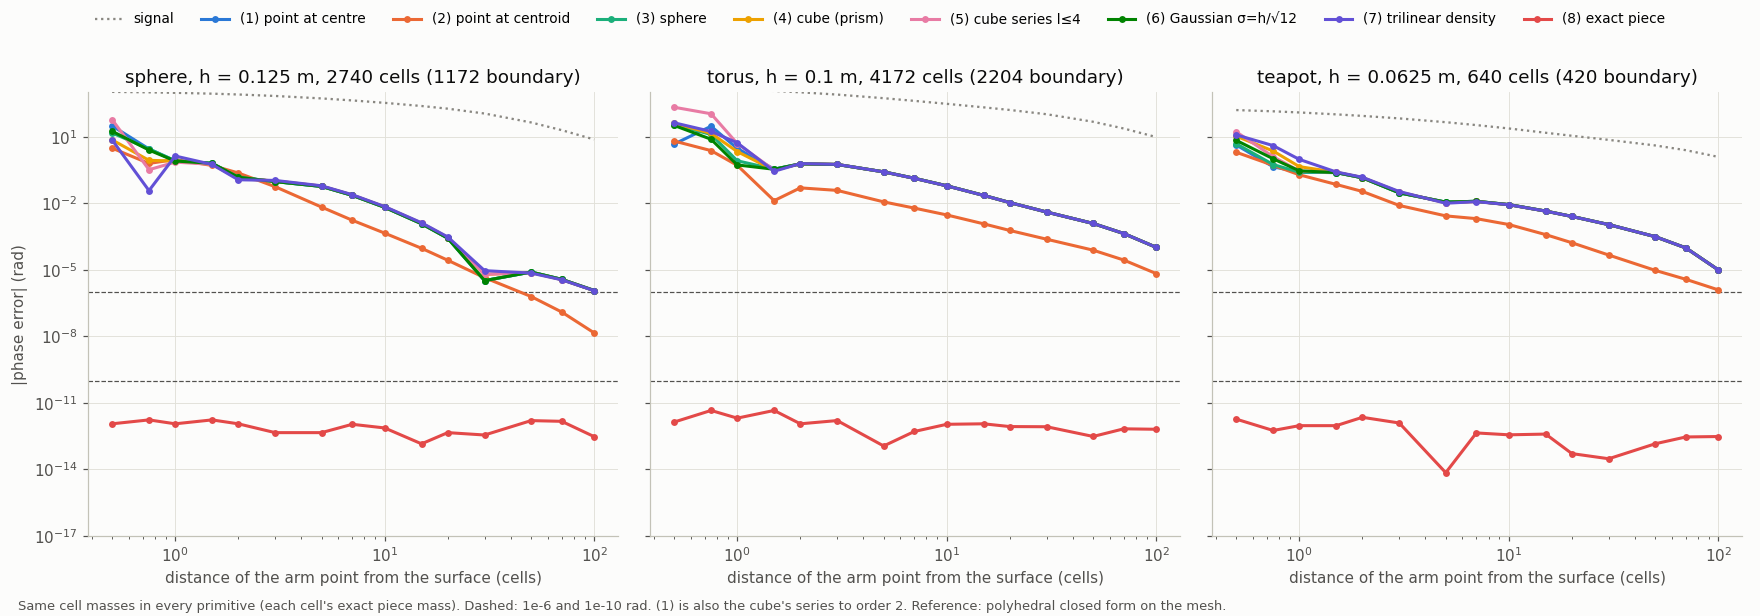 signal (1) point at centre (2) point at centroid (3) sphere (4) cube (prism) (5) cube series l≤4 (6) Gaussian σ=h/√12 (7) trilinear density (8) exact piece
sphere, h = 0.125 m, 2740 cells (1172 boundary)
torus, h = 0.1 m, 4172 cells (2204 boundary)
teapot, h = 0.0625 m, 640 cells (420 boundary)
|phase error| (rad)
10¹
10⁻²
10⁻⁵
10⁻⁸
10⁻¹¹
10⁻¹⁴
10⁻¹⁷
10⁰ 10¹ 10²
10⁰ 10¹ 10²
10⁰ 10¹ 10²
distance of the arm point from the surface (cells)
distance of the arm point from the surface (cells)
distance of the arm point from the surface (cells)
Same cell masses in every primitive (each cell's exact piece mass). Dashed: 1e-6 and 1e-10 rad. (1) is also the cube's series to order 2. Reference: polyhedral closed form on the mesh.